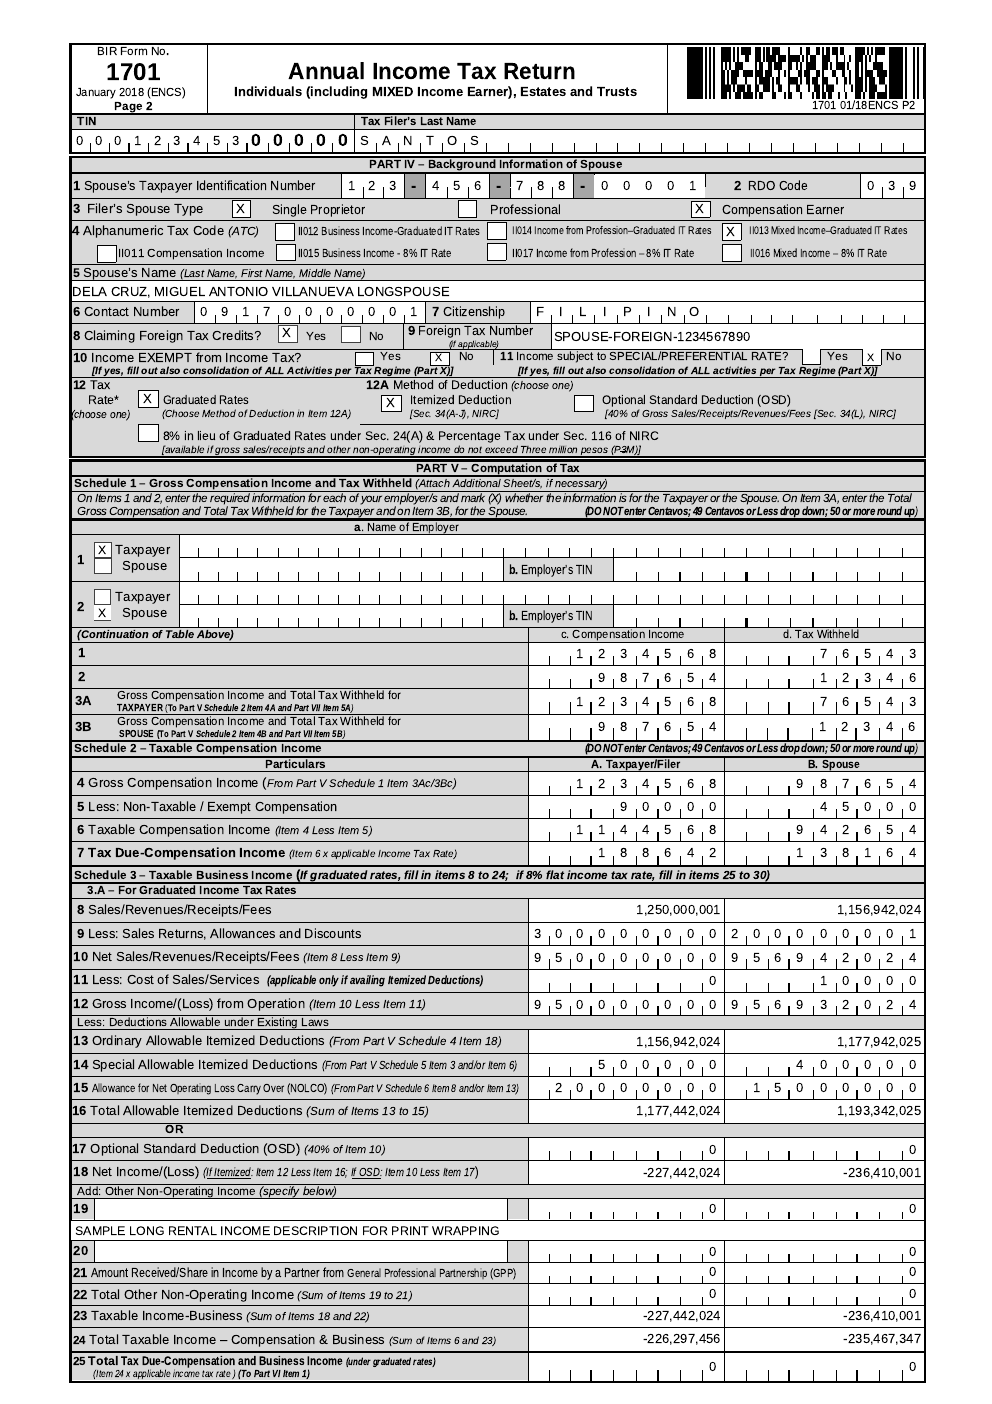 BIR Form No.
1701
January 2018 (ENCS)
Page 2
Annual Income Tax Return
Individuals (including MIXED Income Earner), Estates and Trusts
1701 01/18ENCS P2
TIN Tax Filer's Last Name
0 0 0 1 2 3 4 5 3 0 0 0 0 0 S A N T O S
PART IV – Background Information of Spouse
1 Spouse's Taxpayer Identification Number 1 2 3 - 4 5 6 - 7 8 8 - 0 0 0 0 1 2 RDO Code 0 3 9
3 Filer's Spouse Type X Single Proprietor Professional X Compensation Earner
4 Alphanumeric Tax Code (ATC) II012 Business Income-Graduated IT Rates II014 Income from Profession–Graduated IT Rates X II013 Mixed Income–Graduated IT Rates
II011 Compensation Income II015 Business Income - 8% IT Rate II017 Income from Profession – 8% IT Rate II016 Mixed Income – 8% IT Rate
5 Spouse's Name (Last Name, First Name, Middle Name)
DELA CRUZ, MIGUEL ANTONIO VILLANUEVA LONGSPOUSE
6 Contact Number 0 9 1 7 0 0 0 0 0 0 1 7 Citizenship F I L I P I N O
8 Claiming Foreign Tax Credits? X Yes No 9 Foreign Tax Number (if applicable) SPOUSE-FOREIGN-1234567890
10 Income EXEMPT from Income Tax? Yes X No 11 Income subject to SPECIAL/PREFERENTIAL RATE? Yes X No
[If yes, fill out also consolidation of ALL Activities per Tax Regime (Part X)] [If yes, fill out also consolidation of ALL activities per Tax Regime (Part X)]
12 Tax Rate* (choose one) 12A Method of Deduction (choose one)
X Graduated Rates X Itemized Deduction Optional Standard Deduction (OSD)
(Choose Method of Deduction in Item 12A) [Sec. 34(A-J), NIRC] [40% of Gross Sales/Receipts/Revenues/Fees [Sec. 34(L), NIRC]
8% in lieu of Graduated Rates under Sec. 24(A) & Percentage Tax under Sec. 116 of NIRC
[available if gross sales/receipts and other non-operating income do not exceed Three million pesos (P3M)]
PART V – Computation of Tax
Schedule 1 – Gross Compensation Income and Tax Withheld (Attach Additional Sheet/s, if necessary)
On Items 1 and 2, enter the required information for each of your employer/s and mark (X) whether the information is for the Taxpayer or the Spouse. On Item 3A, enter the Total
Gross Compensation and Total Tax Withheld for the Taxpayer and on Item 3B, for the Spouse. (DO NOT enter Centavos; 49 Centavos or Less drop down; 50 or more round up)
a. Name of Employer
1 X Taxpayer
Spouse b. Employer's TIN
2 Taxpayer
X Spouse b. Employer's TIN
(Continuation of Table Above) c. Compensation Income d. Tax Withheld
1 1 2 3 4 5 6 8 7 6 5 4 3
2 9 8 7 6 5 4 1 2 3 4 6
3A Gross Compensation Income and Total Tax Withheld for TAXPAYER (To Part V Schedule 2 Item 4A and Part VII Item 5A) 1 2 3 4 5 6 8 7 6 5 4 3
3B Gross Compensation Income and Total Tax Withheld for SPOUSE (To Part V Schedule 2 Item 4B and Part VII Item 5B) 9 8 7 6 5 4 1 2 3 4 6
Schedule 2 – Taxable Compensation Income (DO NOT enter Centavos; 49 Centavos or Less drop down; 50 or more round up)
Particulars A. Taxpayer/Filer B. Spouse
4 Gross Compensation Income (From Part V Schedule 1 Item 3Ac/3Bc) 1 2 3 4 5 6 8 9 8 7 6 5 4
5 Less: Non-Taxable / Exempt Compensation 9 0 0 0 0 4 5 0 0 0
6 Taxable Compensation Income (Item 4 Less Item 5) 1 1 4 4 5 6 8 9 4 2 6 5 4
7 Tax Due-Compensation Income (Item 6 x applicable Income Tax Rate) 1 8 8 6 4 2 1 3 8 1 6 4
Schedule 3 – Taxable Business Income (If graduated rates, fill in items 8 to 24; if 8% flat income tax rate, fill in items 25 to 30)
3.A – For Graduated Income Tax Rates
8 Sales/Revenues/Receipts/Fees 1,250,000,001 1,156,942,024
9 Less: Sales Returns, Allowances and Discounts 3 0 0 0 0 0 0 0 0 2 0 0 0 0 0 0 0 1
10 Net Sales/Revenues/Receipts/Fees (Item 8 Less Item 9) 9 5 0 0 0 0 0 0 0 9 5 6 9 4 2 0 2 4
11 Less: Cost of Sales/Services (applicable only if availing Itemized Deductions) 0 1 0 0 0 0
12 Gross Income/(Loss) from Operation (Item 10 Less Item 11) 9 5 0 0 0 0 0 0 0 9 5 6 9 3 2 0 2 4
Less: Deductions Allowable under Existing Laws
13 Ordinary Allowable Itemized Deductions (From Part V Schedule 4 Item 18) 1,156,942,024 1,177,942,025
14 Special Allowable Itemized Deductions (From Part V Schedule 5 Item 3 and/or Item 6) 5 0 0 0 0 0 4 0 0 0 0 0
15 Allowance for Net Operating Loss Carry Over (NOLCO) (From Part V Schedule 6 Item 8 and/or Item 13) 2 0 0 0 0 0 0 0 1 5 0 0 0 0 0 0
16 Total Allowable Itemized Deductions (Sum of Items 13 to 15) 1,177,442,024 1,193,342,025
OR
17 Optional Standard Deduction (OSD) (40% of Item 10) 0 0
18 Net Income/(Loss) (If Itemized: Item 12 Less Item 16; If OSD: Item 10 Less Item 17) -227,442,024 -236,410,001
Add: Other Non-Operating Income (specify below)
19 0 0
SAMPLE LONG RENTAL INCOME DESCRIPTION FOR PRINT WRAPPING
20 0 0
21 Amount Received/Share in Income by a Partner from General Professional Partnership (GPP) 0 0
22 Total Other Non-Operating Income (Sum of Items 19 to 21) 0 0
23 Taxable Income-Business (Sum of Items 18 and 22) -227,442,024 -236,410,001
24 Total Taxable Income – Compensation & Business (Sum of Items 6 and 23) -226,297,456 -235,467,347
25 Total Tax Due-Compensation and Business Income (under graduated rates) 0 0
(Item 24 x applicable income tax rate ) (To Part VI Item 1)